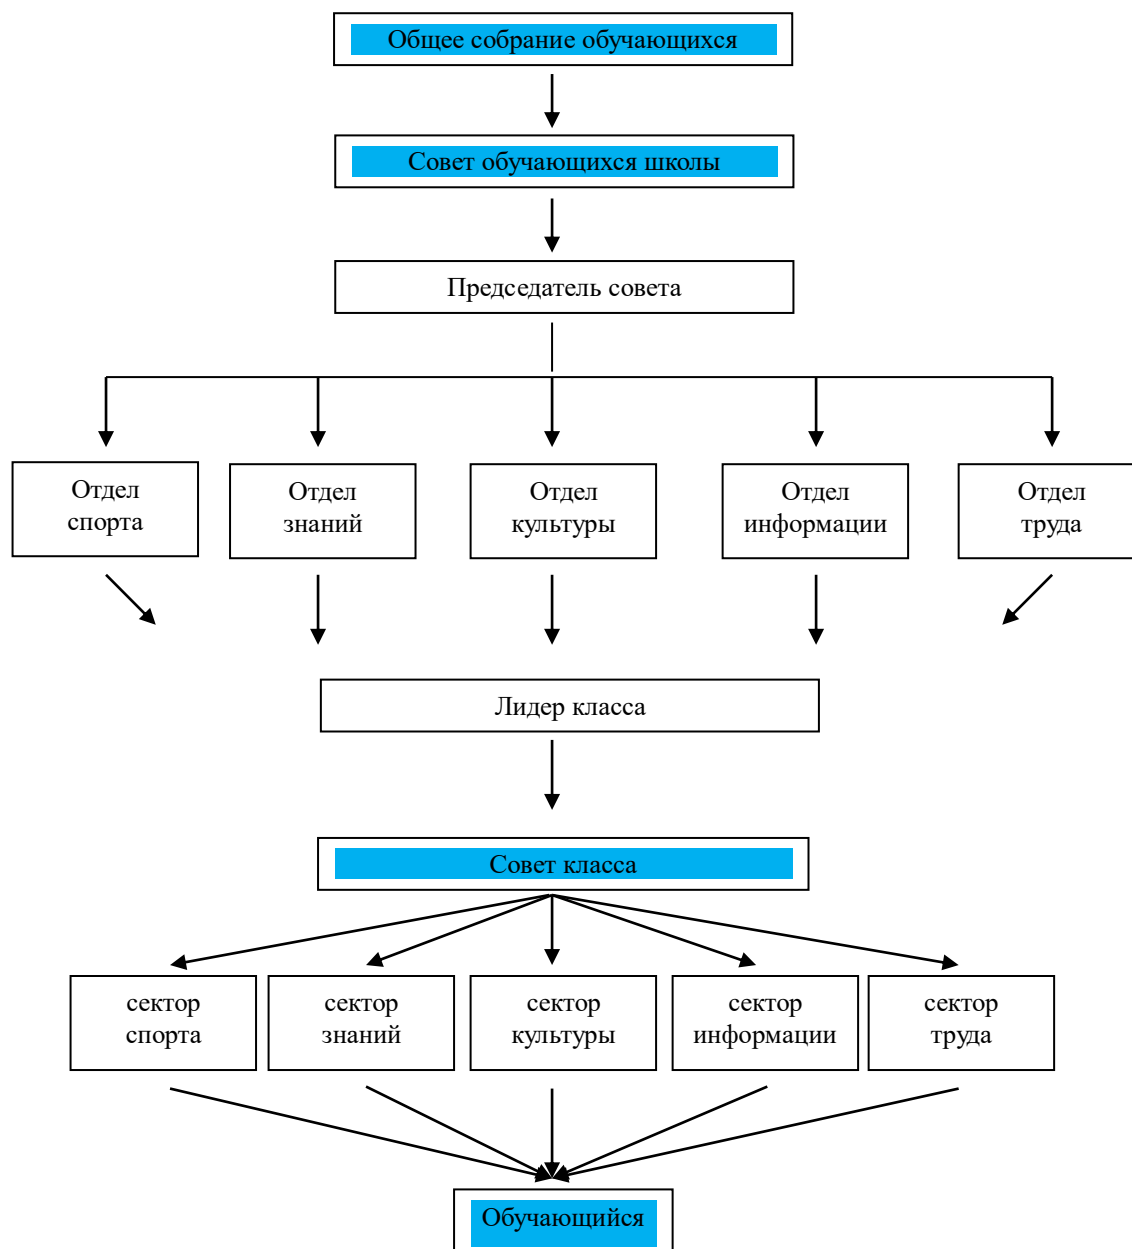 Общее собрание обучающихся
Совет обучающихся школы
Председатель совета
Отдел
спорта
Отдел
знаний
Отдел
культуры
Отдел
информации
Отдел
труда
Лидер класса
Совет класса
сектор
спорта
сектор
знаний
сектор
культуры
сектор
информации
сектор
труда
Обучающийся